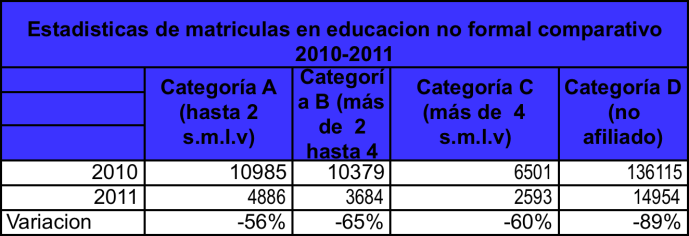 Estadisticas de matriculas en educacion no formal comparativo
2010-2011
Categoría A (hasta 2 s.m.l.v) Categorí a B (más de 2 hasta 4 Categoría C (más de 4 s.m.l.v) Categoría D (no afiliado)
2010 10985 10379 6501 136115
2011 4886 3684 2593 14954
Variacion -56% -65% -60% -89%